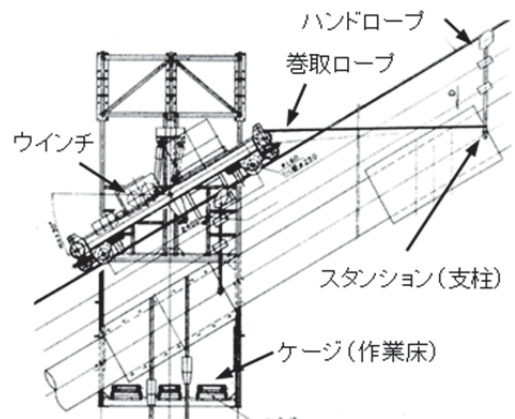 ハンドロープ
巻取ロープ
ウインチ
スタンション(支柱)
ケージ(作業床)